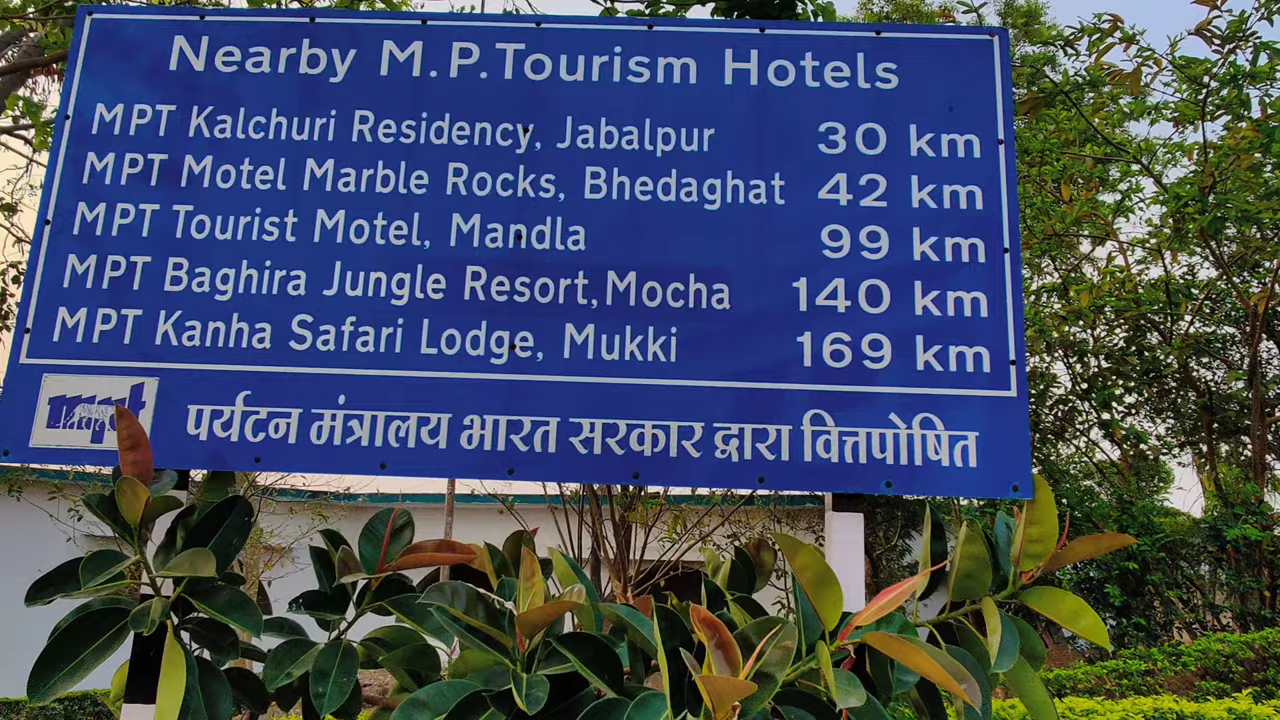 Nearby M.P.Tourism Hotels
MPT Kalchuri Residency, Jabalpur 30 km
MPT Motel Marble Rocks, Bhedaghat 42 km
MPT Tourist Motel, Mandla 99 km
MPT Baghira Jungle Resort,Mocha 140 km
MPT Kanha Safari Lodge, Mukki 169 km
पर्यटन मंत्रालय भारत सरकार द्वारा वित्तपोषित